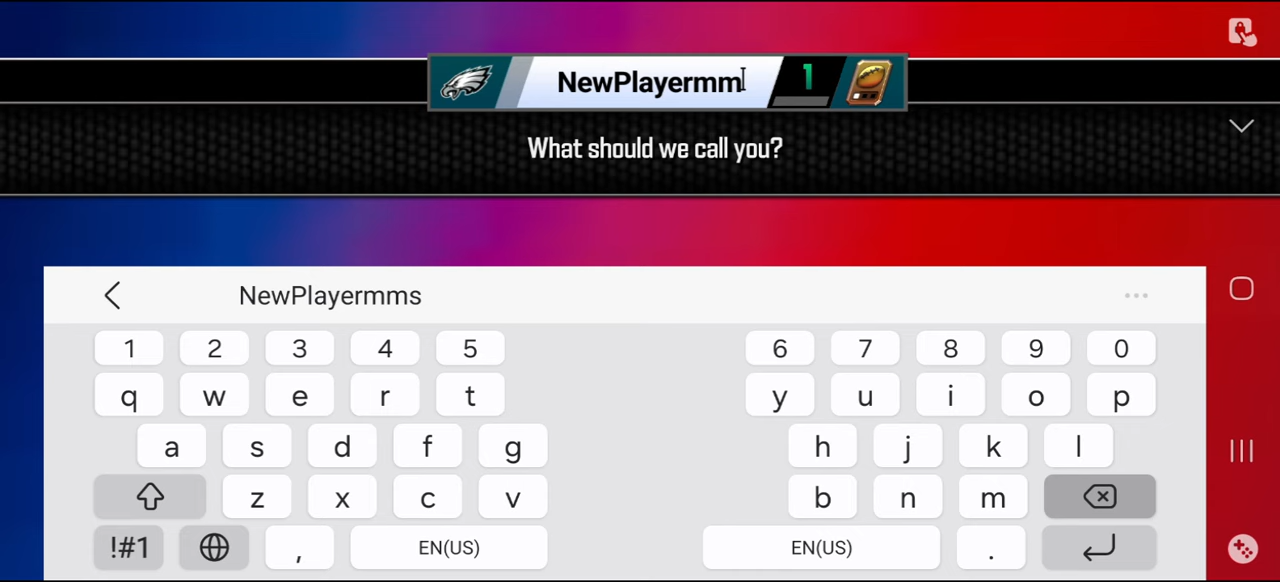 NewPlayermm 1
What should we call you?
NewPlayermms ...
1 2 3 4 5 6 7 8 9 0
q w e r t y u i o p
a s d f g h j k l
z x c v b n m
!#1 , EN(US) EN(US) .